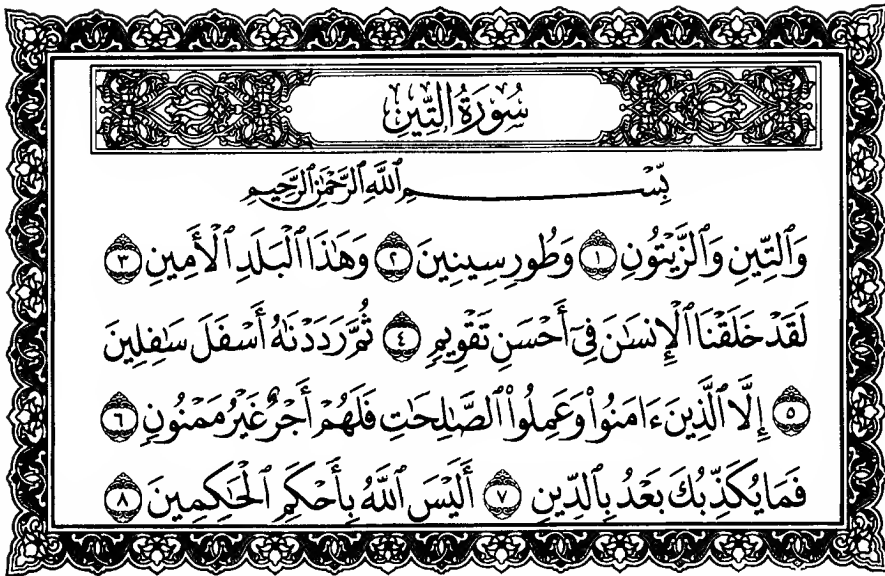 سُورَةُ التِّينِ
بِسْمِ ٱللَّهِ ٱلرَّحْمَٰنِ ٱلرَّحِيمِ
وَٱلتِّينِ وَٱلزَّيْتُونِ ١ وَطُورِ سِينِينَ ٢ وَهَٰذَا ٱلْبَلَدِ ٱلْأَمِينِ ٣
لَقَدْ خَلَقْنَا ٱلْإِنسَٰنَ فِىٓ أَحْسَنِ تَقْوِيمٍ ٤ ثُمَّ رَدَدْنَٰهُ أَسْفَلَ سَٰفِلِينَ
٥ إِلَّا ٱلَّذِينَ ءَامَنُوا۟ وَعَمِلُوا۟ ٱلصَّٰلِحَٰتِ فَلَهُمْ أَجْرٌ غَيْرُ مَمْنُونٍ ٦
فَمَا يُكَذِّبُكَ بَعْدُ بِٱلدِّينِ ٧ أَلَيْسَ ٱللَّهُ بِأَحْكَمِ ٱلْحَٰكِمِينَ ٨